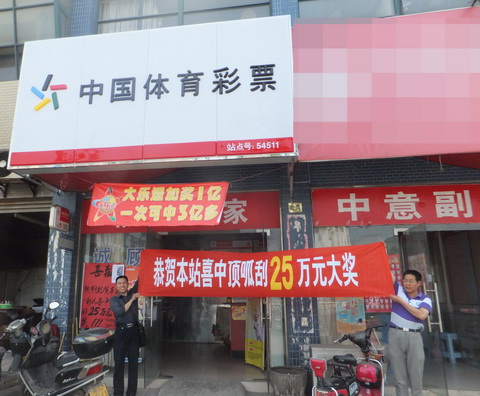 中国体育彩票
站点号: 54511
大乐透加奖1亿
一次可中3亿多
家
中意副
恭贺本站喜中顶呱刮25万元大奖